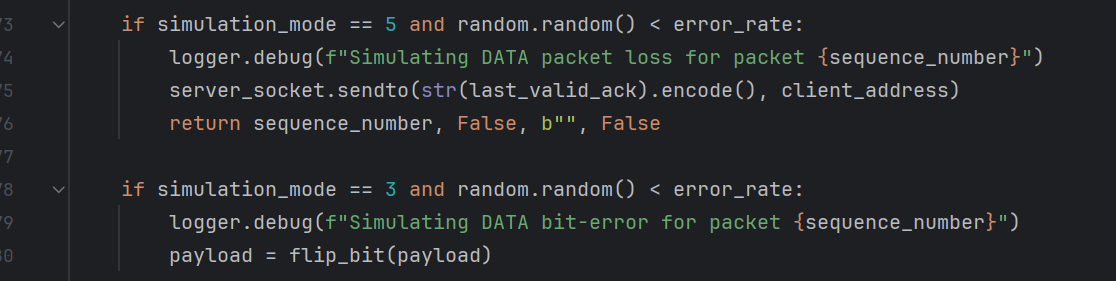 73 if simulation_mode == 5 and random.random() < error_rate:
74 logger.debug(f"Simulating DATA packet loss for packet {sequence_number}")
75 server_socket.sendto(str(last_valid_ack).encode(), client_address)
76 return sequence_number, False, b"", False
77
78 if simulation_mode == 3 and random.random() < error_rate:
79 logger.debug(f"Simulating DATA bit-error for packet {sequence_number}")
80 payload = flip_bit(payload)